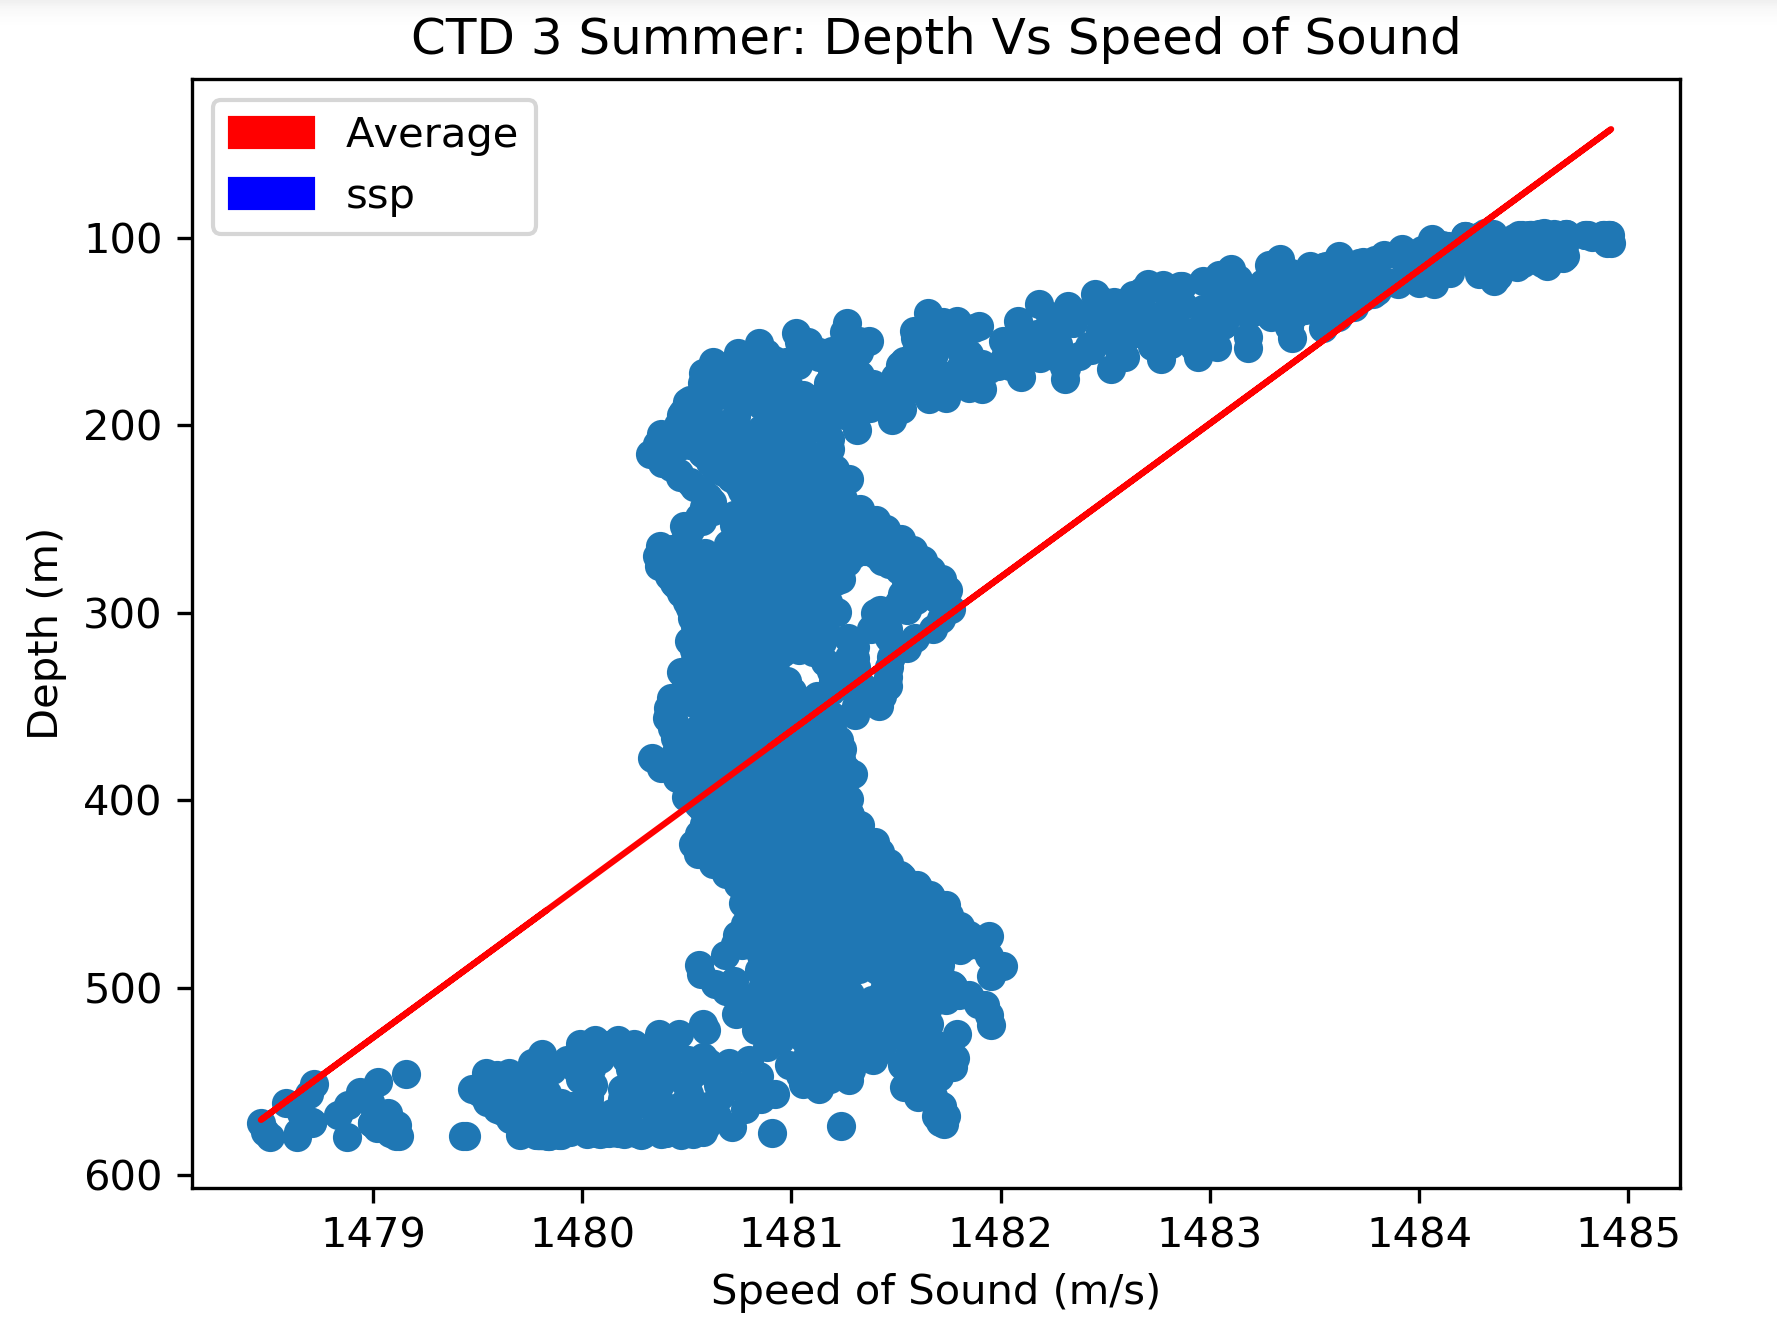 CTD 3 Summer: Depth Vs Speed of Sound
Average
ssp
100
200
300
400
500
600
Depth (m)
1479 1480 1481 1482 1483 1484 1485
Speed of Sound (m/s)